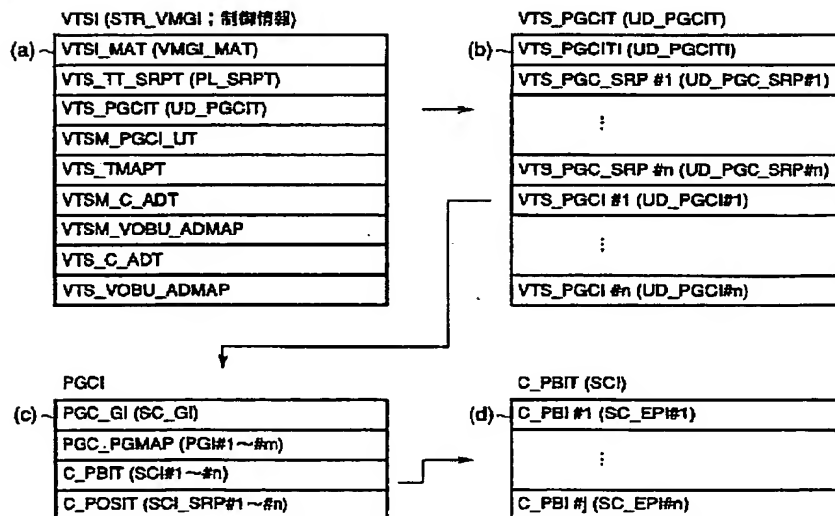 VTSI (STR_VMGI ; 制御情報)
(a)
VTSI_MAT (VMGI_MAT)
VTS_TT_SRPT (PL_SRPT)
VTS_PGCIT (UD_PGCIT)
VTSM_PGCI_UT
VTS_TMAPT
VTSM_C_ADT
VTSM_VOBU_ADMAP
VTS_C_ADT
VTS_VOBU_ADMAP
VTS_PGCIT (UD_PGCIT)
(b)
VTS_PGCITI (UD_PGCITI)
VTS_PGC_SRP #1 (UD_PGC_SRP#1)
⋮
VTS_PGC_SRP #n (UD_PGC_SRP#n)
VTS_PGCI #1 (UD_PGCI#1)
⋮
VTS_PGCI #n (UD_PGCI#n)
PGCI
(c)
PGC_GI (SC_GI)
PGC_PGMAP (PGI#1~#m)
C_PBIT (SCI#1~#n)
C_POSIT (SCI_SRP#1~#n)
C_PBIT (SCI)
(d)
C_PBI #1 (SC_EPI#1)
⋮
C_PBI #j (SC_EPI#n)